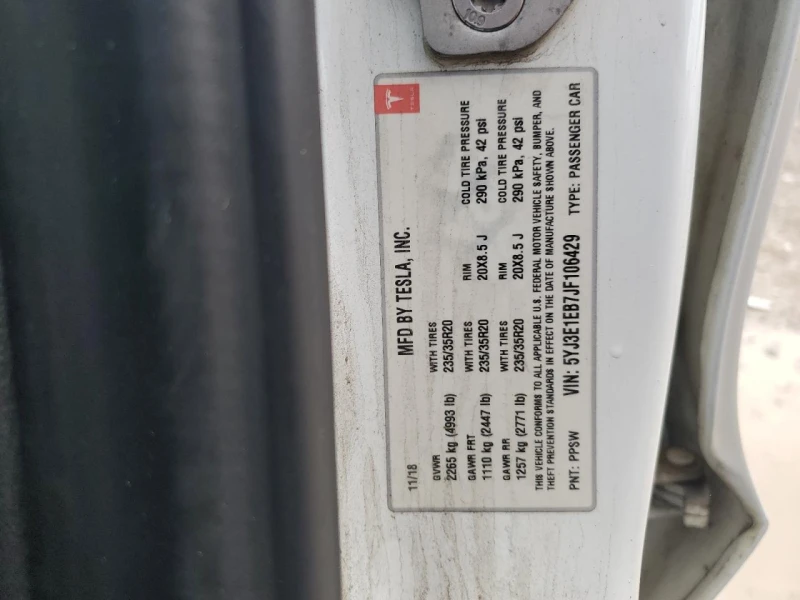 109
TESLA
11/18 MFD BY TESLA, INC.
GVWR WITH TIRES
2265 kg (4993 lb) 235/35R20
GAWR FRT WITH TIRES RIM COLD TIRE PRESSURE
1110 kg (2447 lb) 235/35R20 20X8.5 J 290 kPa, 42 psi
GAWR RR WITH TIRES RIM COLD TIRE PRESSURE
1257 kg (2771 lb) 235/35R20 20X8.5 J 290 kPa, 42 psi
THIS VEHICLE CONFORMS TO ALL APPLICABLE U.S. FEDERAL MOTOR VEHICLE SAFETY, BUMPER, AND
THEFT PREVENTION STANDARDS IN EFFECT ON THE DATE OF MANUFACTURE SHOWN ABOVE.
PNT: PPSW VIN: 5YJ3E1EB7JF106429 TYPE: PASSENGER CAR